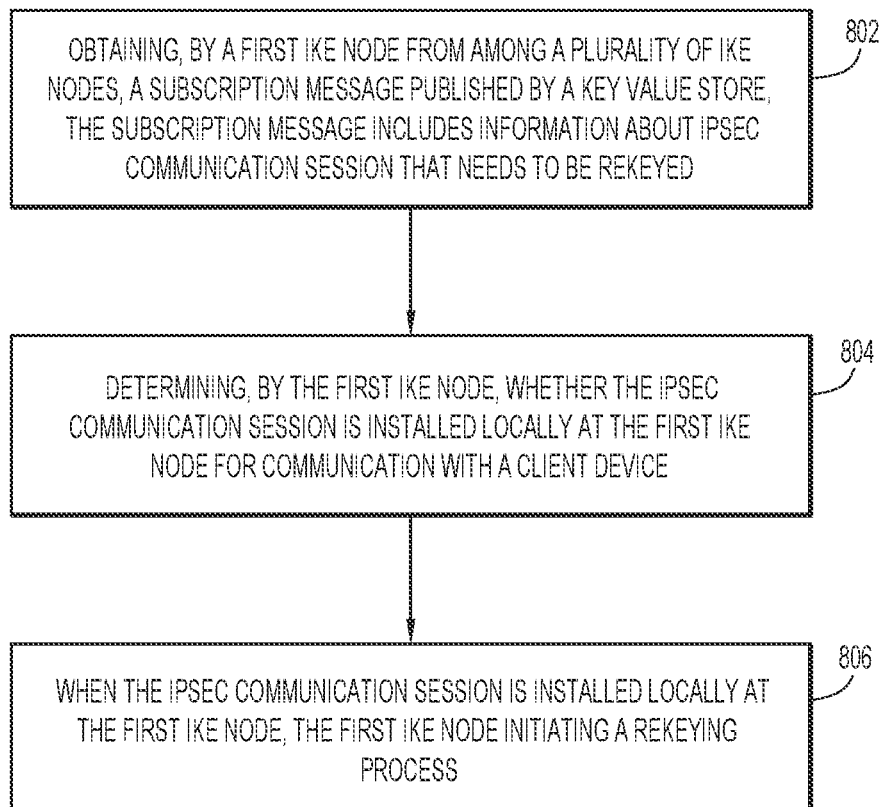 OBTAINING, BY A FIRST IKE NODE FROM AMONG A PLURALITY OF IKE
NODES, A SUBSCRIPTION MESSAGE PUBLISHED BY A KEY VALUE STORE,
THE SUBSCRIPTION MESSAGE INCLUDES INFORMATION ABOUT IPSEC
COMMUNICATION SESSION THAT NEEDS TO BE REKEYED
802
DETERMINING, BY THE FIRST IKE NODE, WHETHER THE IPSEC
COMMUNICATION SESSION IS INSTALLED LOCALLY AT THE FIRST IKE
NODE FOR COMMUNICATION WITH A CLIENT DEVICE
804
WHEN THE IPSEC COMMUNICATION SESSION IS INSTALLED LOCALLY AT
THE FIRST IKE NODE, THE FIRST IKE NODE INITIATING A REKEYING
PROCESS
806